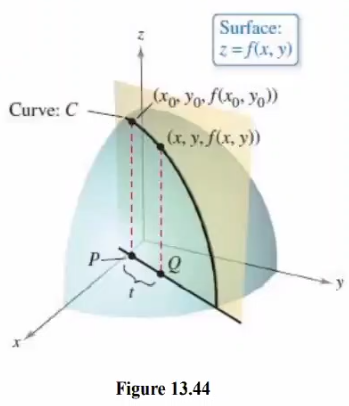 Surface:
z = f(x, y)
z
(x₀, y₀, f(x₀, y₀))
Curve: C
(x, y, f(x, y))
P
Q
t
y
x
Figure 13.44